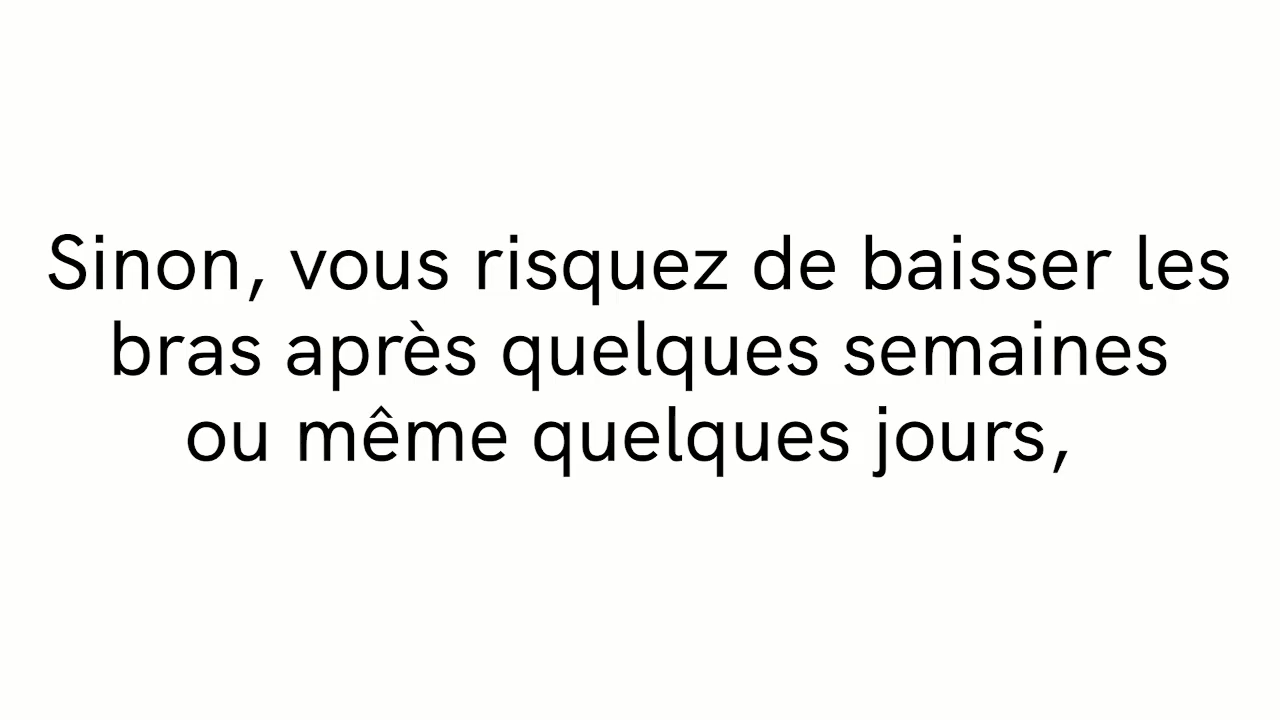 Sinon, vous risquez de baisser les
bras après quelques semaines
ou même quelques jours,